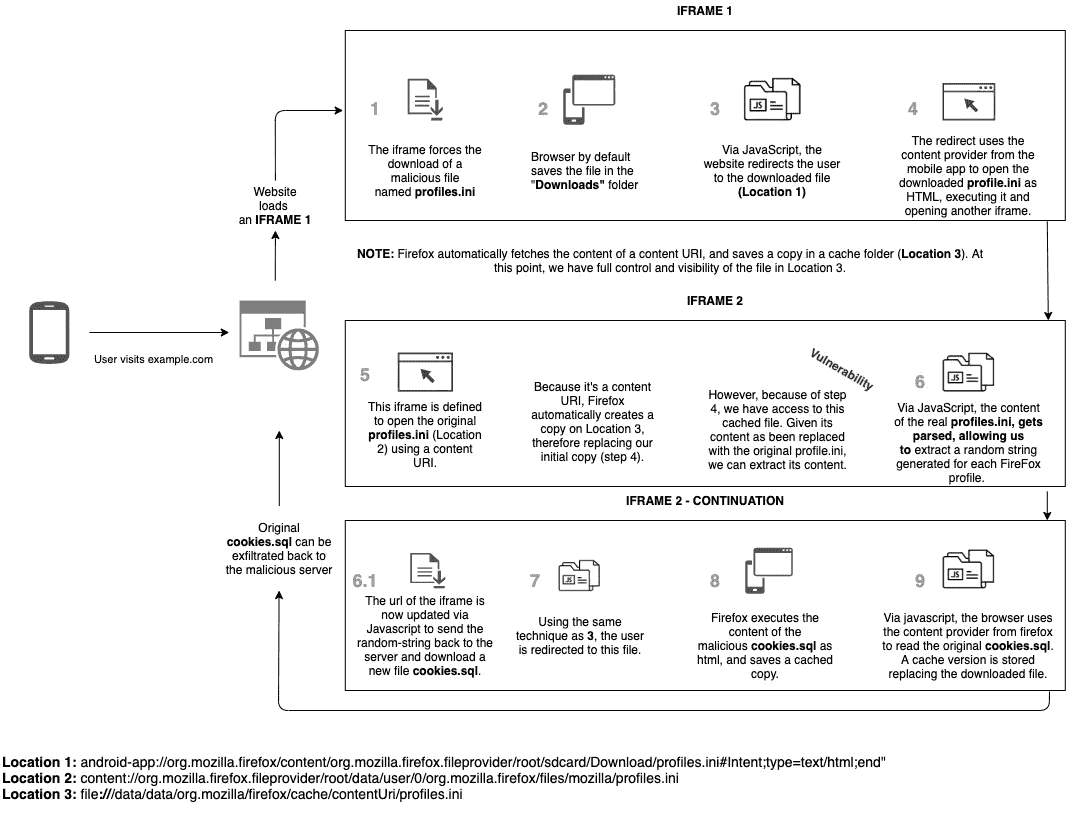 IFRAME 1
1
The iframe forces the
download of a
malicious file
named profiles.ini
2
Browser by default
saves the file in the
"Downloads" folder
3
Via JavaScript, the
website redirects the user
to the downloaded file
(Location 1)
4
The redirect uses the
content provider from the
mobile app to open the
downloaded profile.ini as
HTML, executing it and
opening another iframe.
Website
loads
an IFRAME 1
NOTE: Firefox automatically fetches the content of a content URI, and saves a copy in a cache folder (Location 3). At
this point, we have full control and visibility of the file in Location 3.
User visits example.com
IFRAME 2
5
This iframe is defined
to open the original
profiles.ini (Location
2) using a content
URI.
Because it's a content
URI, Firefox
automatically creates a
copy on Location 3,
therefore replacing our
initial copy (step 4).
Vulnerability
However, because of step
4, we have access to this
cached file. Given its
content as been replaced
with the original profile.ini,
we can extract its content.
6
Via JavaScript, the content
of the real profiles.ini, gets
parsed, allowing us
to extract a random string
generated for each FireFox
profile.
IFRAME 2 - CONTINUATION
Original
cookies.sql can be
exfiltrated back to
the malicious server
6.1
The url of the iframe is
now updated via
Javascript to send the
random-string back to the
server and download a
new file cookies.sql.
7
Using the same
technique as 3, the user
is redirected to this file.
8
Firefox executes the
content of the
malicious cookies.sql as
html, and saves a cached
copy.
9
Via javascript, the browser uses
the content provider from firefox
to read the original cookies.sql.
A cache version is stored
replacing the downloaded file.
JS
JS
JS
JS
Location 1: android-app://org.mozilla.firefox/content/org.mozilla.firefox.fileprovider/root/sdcard/Download/profiles.ini#Intent;type=text/html;end"
Location 2: content://org.mozilla.firefox.fileprovider/root/data/user/0/org.mozilla.firefox/files/mozilla/profiles.ini
Location 3: file:///data/data/org.mozilla/firefox/cache/contentUri/profiles.ini